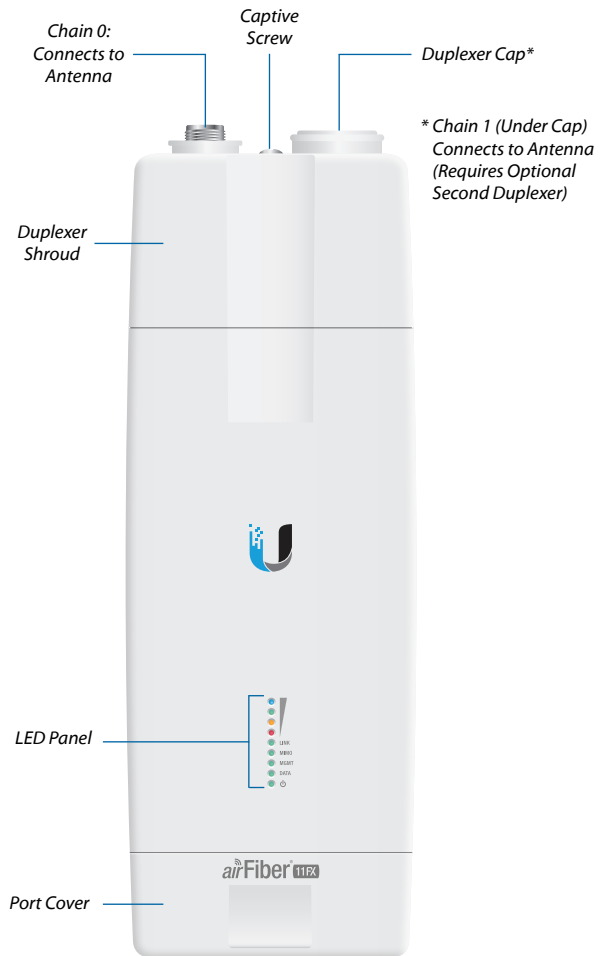 Chain 0:
Connects to
Antenna
Captive
Screw
Duplexer Cap*
* Chain 1 (Under Cap)
Connects to Antenna
(Requires Optional
Second Duplexer)
Duplexer
Shroud
LED Panel
LINK
MIMO
MGMT
DATA
airFiber® 11FX
Port Cover